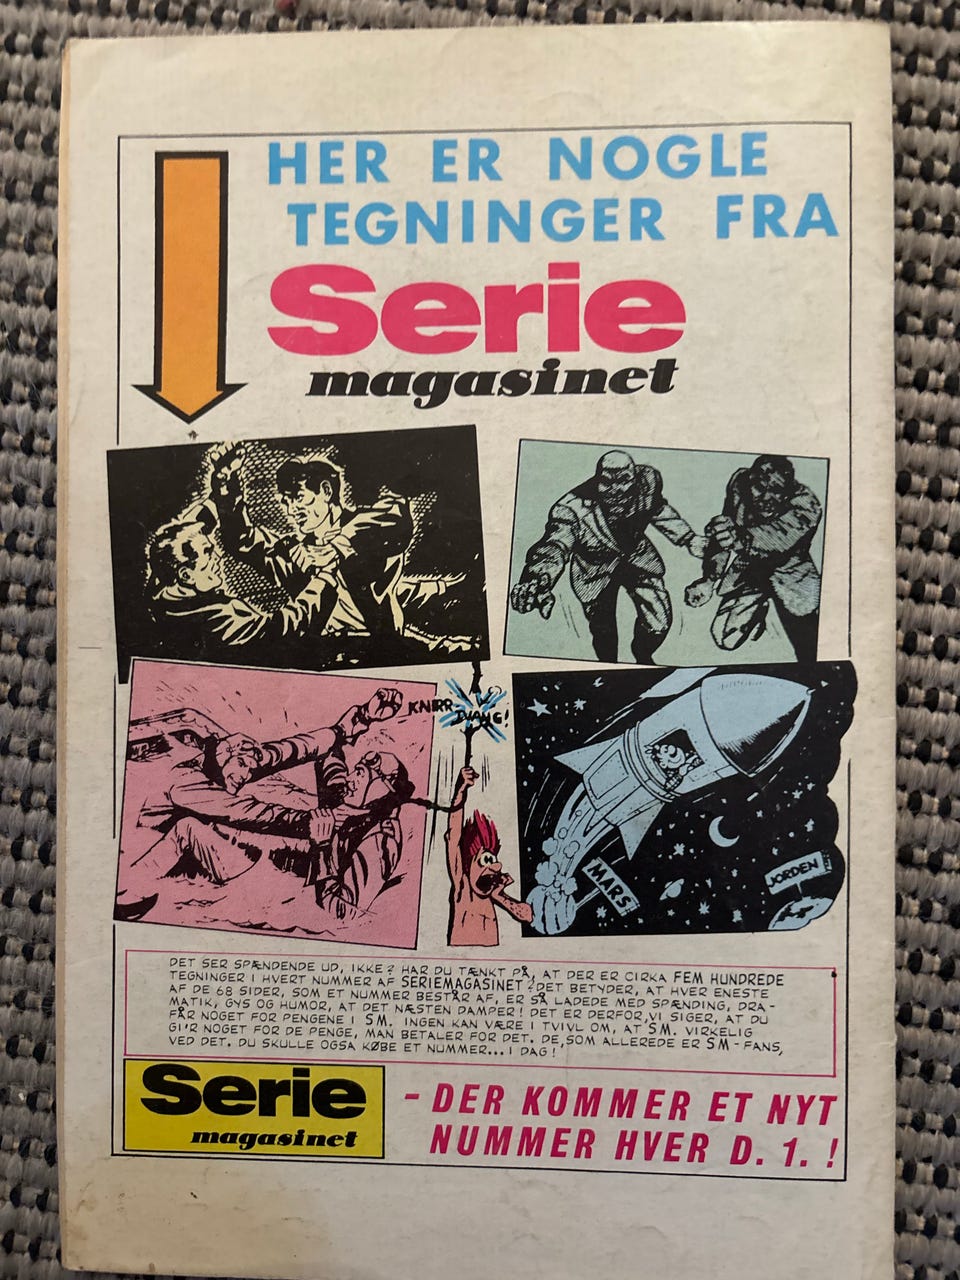 HER ER NOGLE
TEGNINGER FRA
Serie
magasinet
KNIRR-
DJANG!
MARS
JORDEN
DET SER SPÆNDENDE UD, IKKE? HAR DU TÆNKT PÅ, AT DER ER CIRKA FEM HUNDREDE
TEGNINGER I HVERT NUMMER AF SERIEMAGASINET? DET BETYDER, AT HVER ENESTE
AF DE 68 SIDER, SOM ET NUMMER BESTÅR AF, ER SÅ LADEDE MED SPÆNDING, DRA-
MATIK, GYS OG HUMOR, AT DET NÆSTEN DAMPER! DET ER DERFOR, VI SIGER, AT DU
FÅR NOGET FOR PENGENE I SM. INGEN KAN VÆRE I TVIVL OM, AT SM. VIRKELIG
GI'R NOGET FOR DE PENGE, MAN BETALER FOR DET. DE, SOM ALLEREDE ER SM-FANS,
VED DET. DU SKULLE OGSA KØBE ET NUMMER... I DAG!
Serie
magasinet
- DER KOMMER ET NYT
NUMMER HVER D. 1. !